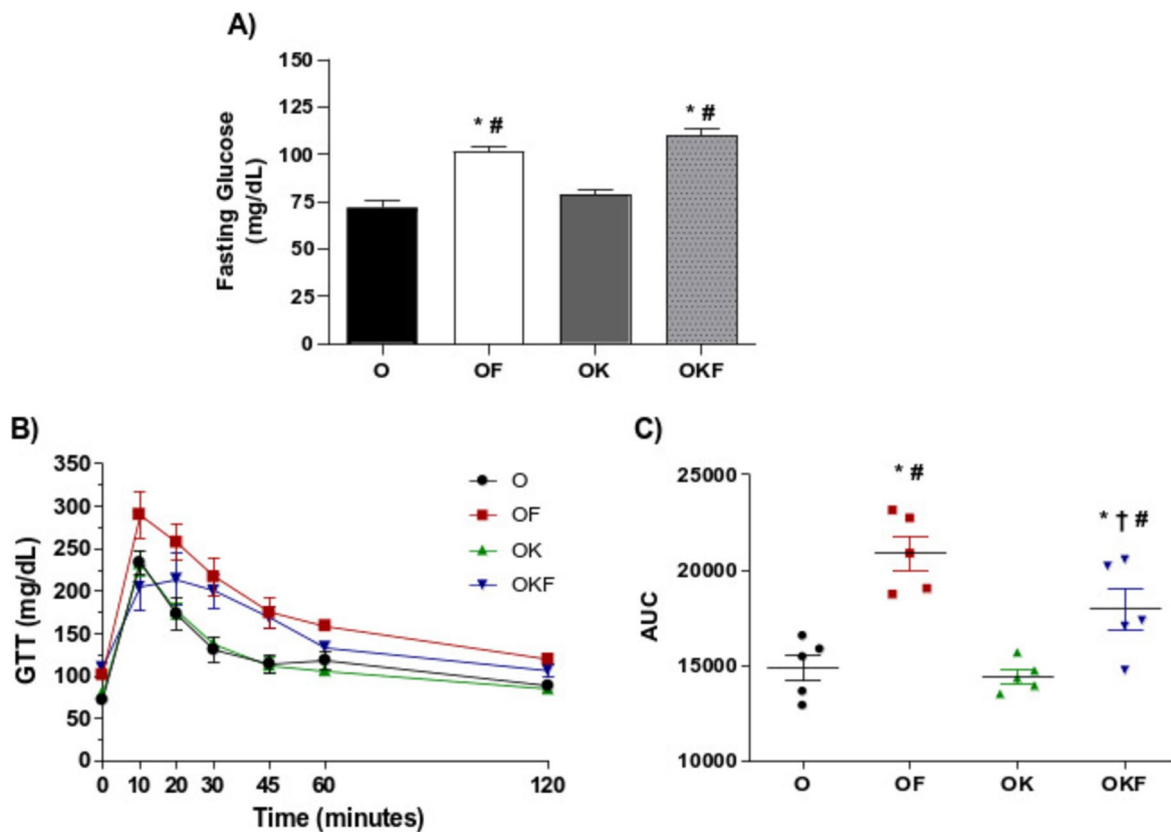 A)
Fasting Glucose
(mg/dL)
150
125
100
75
50
25
0
* #
* #
O OF OK OKF
B)
GTT (mg/dL)
350
300
250
200
150
100
50
0
O
OF
OK
OKF
0 10 20 30 45 60 120
Time (minutes)
C)
AUC
25000
20000
15000
10000
* #
* † #
O OF OK OKF